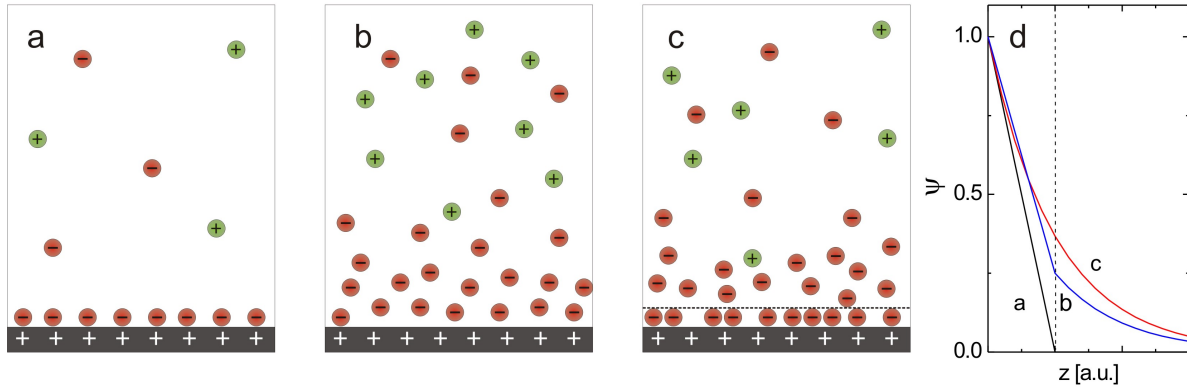 a
b
c
d
1.0
0.5
0.0
ψ
c
a
b
z [a.u.]
− + + − − + −
− − − − − − − −
+ + + + + + + +